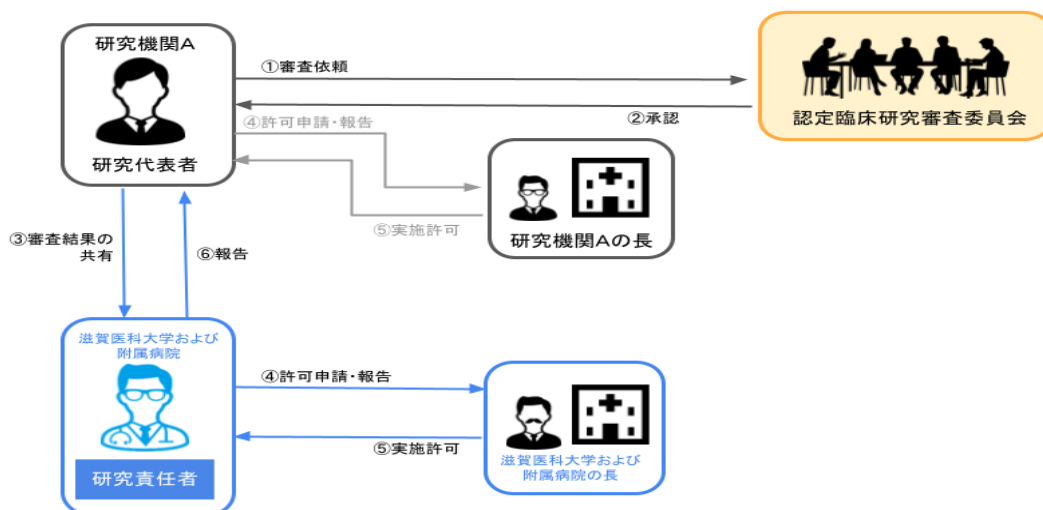 研究機関A
研究代表者
①審査依頼
②承認
認定臨床研究審査委員会
④許可申請・報告
⑤実施許可
研究機関Aの長
③審査結果の
共有
⑥報告
滋賀医科大学および
附属病院
研究責任者
④許可申請・報告
⑤実施許可
滋賀医科大学および
附属病院の長